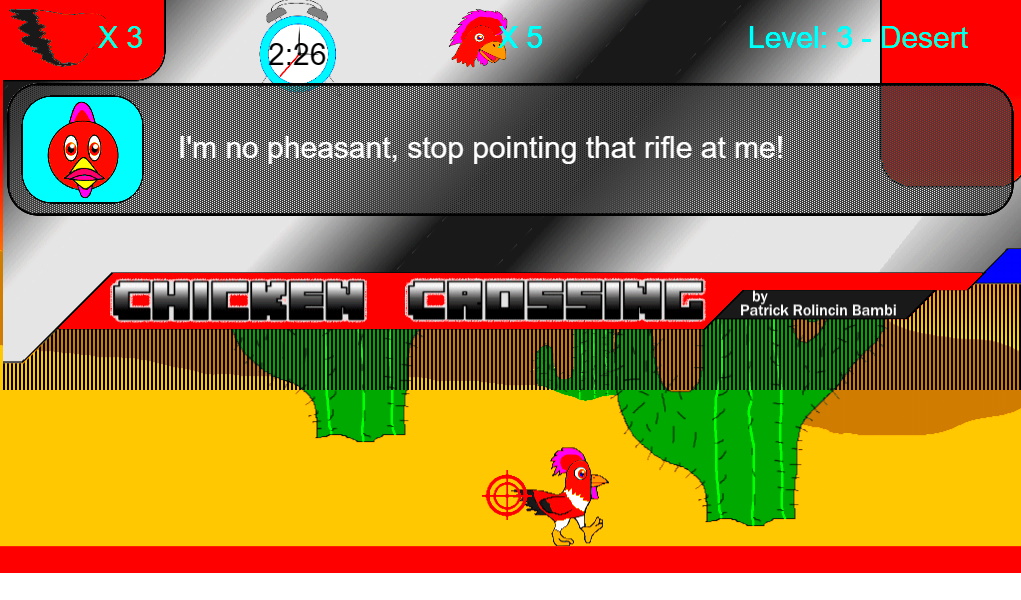 X 3
2:26
X 5
Level: 3 - Desert
I'm no pheasant, stop pointing that rifle at me!
CHICKEN CROSSING
by
Patrick Rolincin Bambi